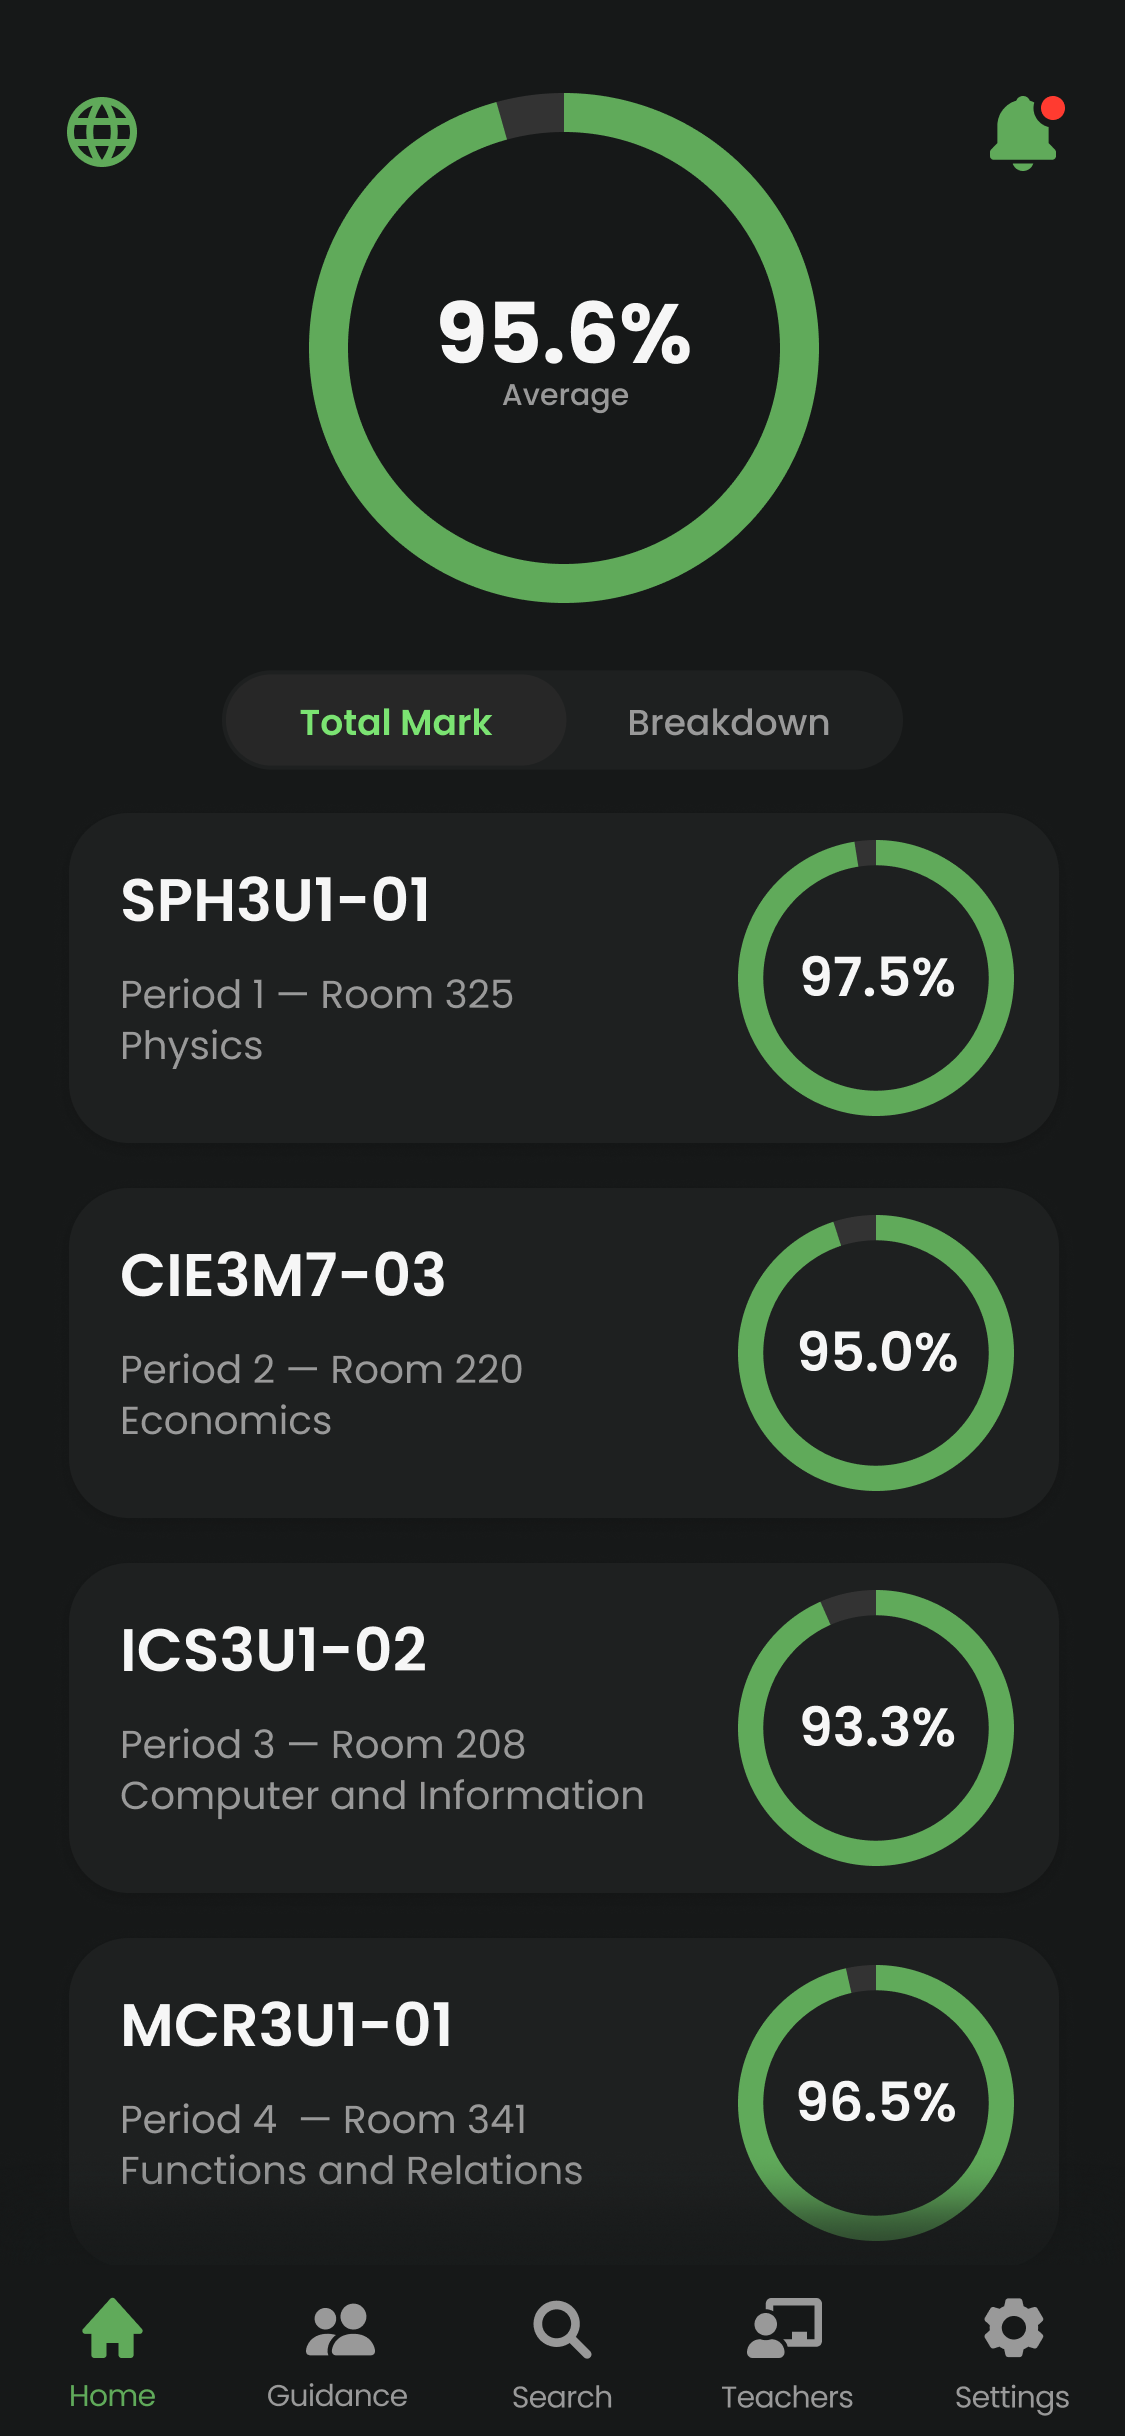 95.6%
Average
Total Mark
Breakdown
SPH3U1-01
Period 1 — Room 325
Physics
97.5%
CIE3M7-03
Period 2 — Room 220
Economics
95.0%
ICS3U1-02
Period 3 — Room 208
Computer and Information
93.3%
MCR3U1-01
Period 4 — Room 341
Functions and Relations
96.5%
Home
Guidance
Search
Teachers
Settings